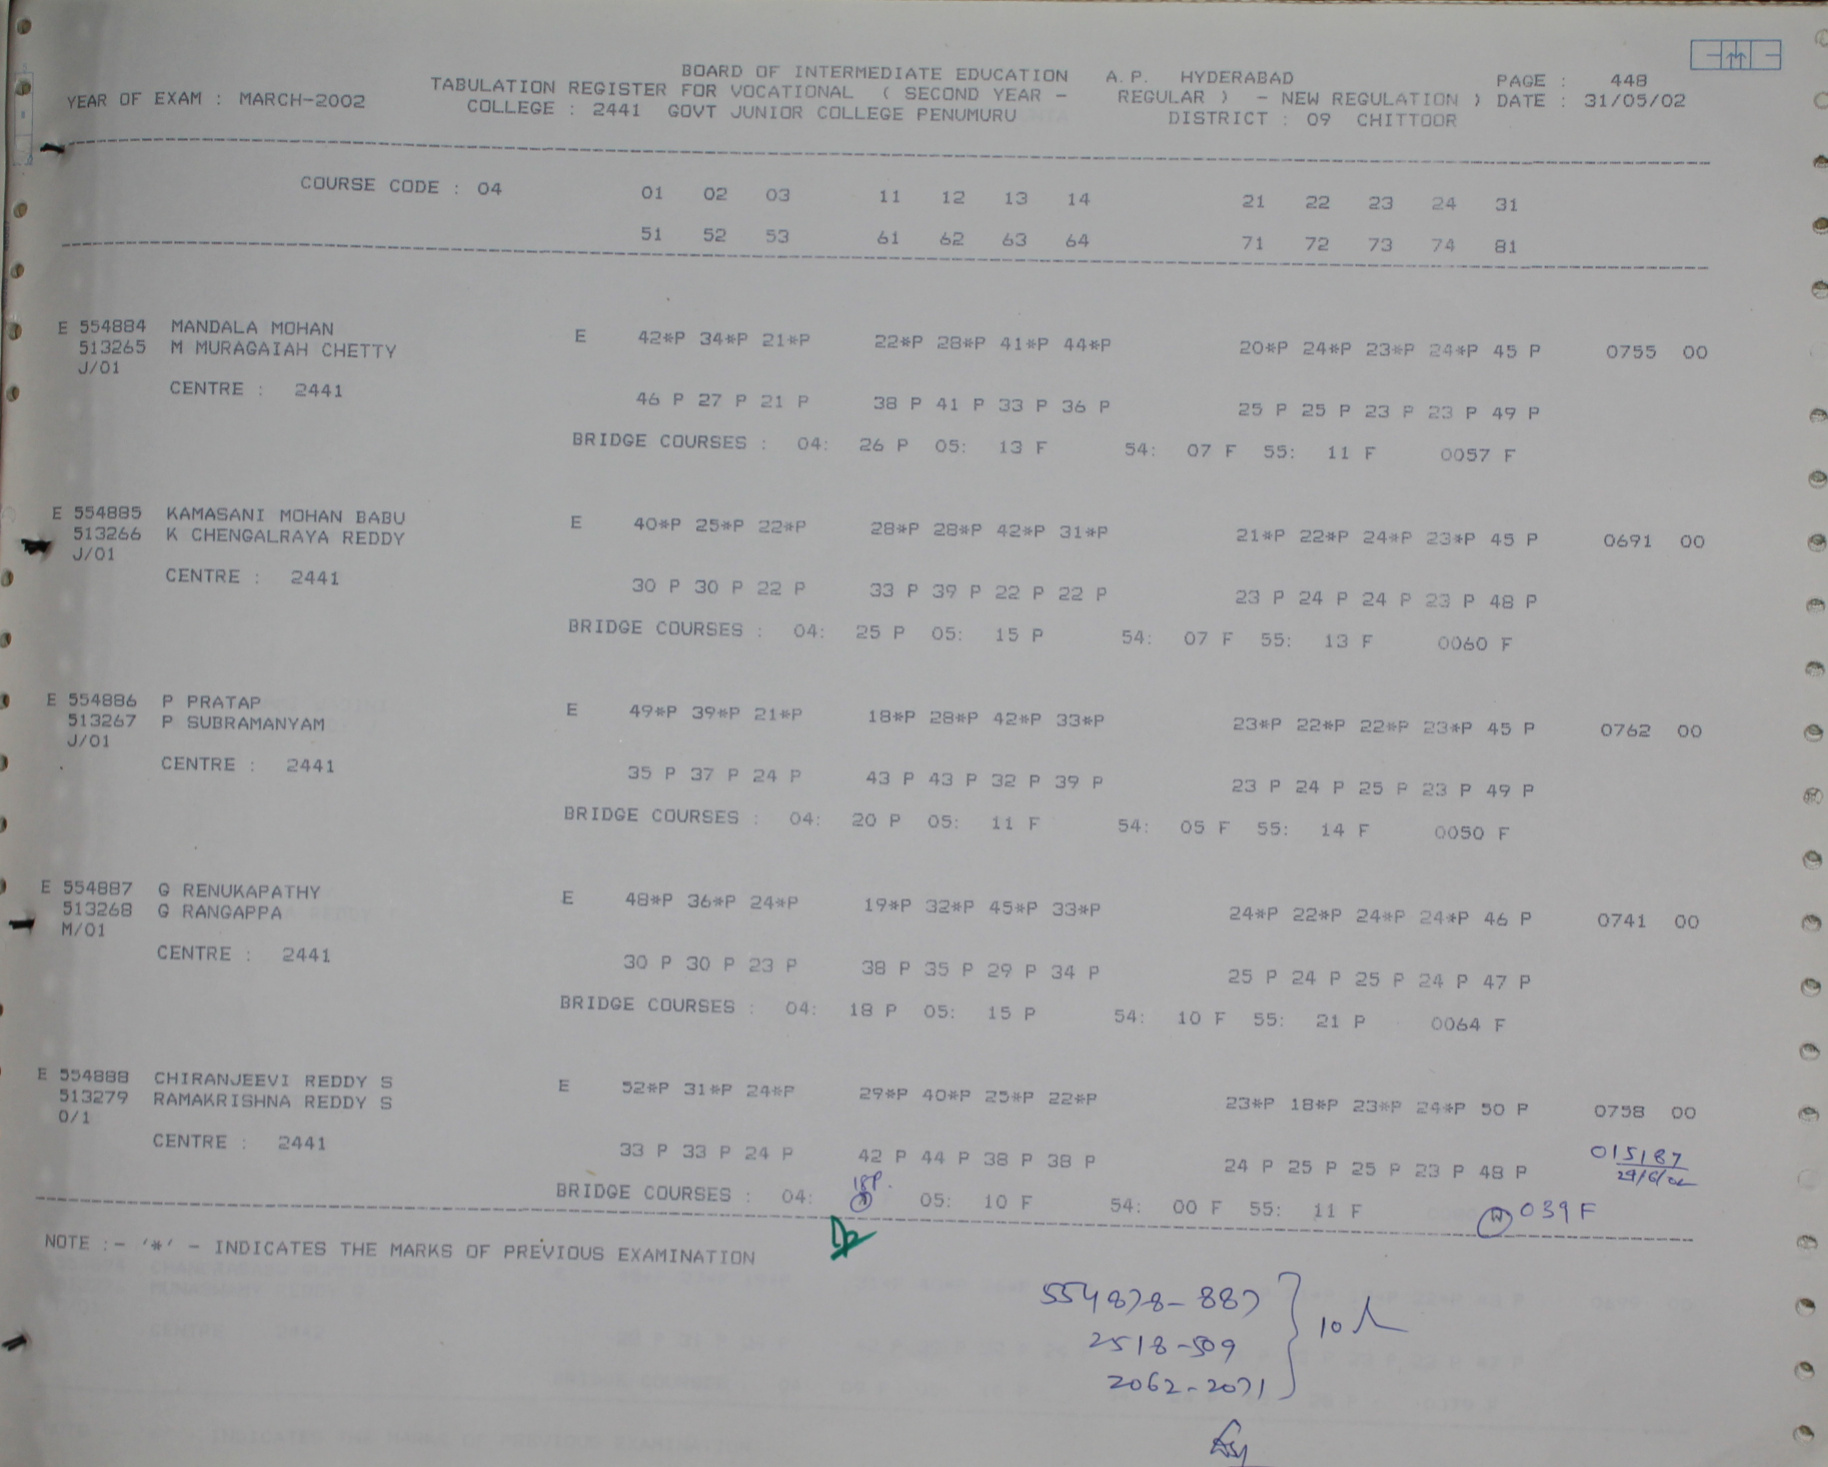 BOARD OF INTERMEDIATE EDUCATION A.P. HYDERABAD PAGE : 448
YEAR OF EXAM : MARCH-2002 TABULATION REGISTER FOR VOCATIONAL ( SECOND YEAR - REGULAR ) - NEW REGULATION ) DATE : 31/05/02
COLLEGE : 2441 GOVT JUNIOR COLLEGE PENUMURU DISTRICT : 09 CHITTOOR
COURSE CODE : 04 01 02 03 11 12 13 14 21 22 23 24 31
51 52 53 61 62 63 64 71 72 73 74 81
E 554884 MANDALA MOHAN E 42*P 34*P 21*P 22*P 28*P 41*P 44*P 20*P 24*P 23*P 24*P 45 P 0755 00
513265 M MURAGAIAH CHETTY
J/01
CENTRE : 2441 46 P 27 P 21 P 38 P 41 P 33 P 36 P 25 P 25 P 23 P 23 P 49 P
BRIDGE COURSES : 04: 26 P 05: 13 F 54: 07 F 55: 11 F 0057 F
E 554885 KAMASANI MOHAN BABU E 40*P 25*P 22*P 28*P 28*P 42*P 31*P 21*P 22*P 24*P 23*P 45 P 0691 00
513266 K CHENGALRAYA REDDY
J/01
CENTRE : 2441 30 P 30 P 22 P 33 P 39 P 22 P 22 P 23 P 24 P 24 P 23 P 48 P
BRIDGE COURSES : 04: 25 P 05: 15 P 54: 07 F 55: 13 F 0060 F
E 554886 P PRATAP E 49*P 39*P 21*P 18*P 28*P 42*P 33*P 23*P 22*P 22*P 23*P 45 P 0762 00
513267 P SUBRAMANYAM
J/01
CENTRE : 2441 35 P 37 P 24 P 43 P 43 P 32 P 39 P 23 P 24 P 25 P 23 P 49 P
BRIDGE COURSES : 04: 20 P 05: 11 F 54: 05 F 55: 14 F 0050 F
E 554887 G RENUKAPATHY E 48*P 36*P 24*P 19*P 32*P 45*P 33*P 24*P 22*P 24*P 24*P 46 P 0741 00
513268 G RANGAPPA
M/01
CENTRE : 2441 30 P 30 P 23 P 38 P 35 P 29 P 34 P 25 P 24 P 25 P 24 P 47 P
BRIDGE COURSES : 04: 18 P 05: 15 P 54: 10 F 55: 21 P 0064 F
E 554888 CHIRANJEEVI REDDY S E 52*P 31*P 24*P 29*P 40*P 25*P 22*P 23*P 18*P 23*P 24*P 50 P 0758 00
513279 RAMAKRISHNA REDDY S
O/1
CENTRE : 2441 33 P 33 P 24 P 42 P 44 P 38 P 38 P 24 P 25 P 25 P 23 P 48 P 015187
29/6/02
18P.
BRIDGE COURSES : 04: 05: 10 F 54: 00 F 55: 11 F 039 F
NOTE :- '*' - INDICATES THE MARKS OF PREVIOUS EXAMINATION
554878-887
2518-509 10
2062-2071